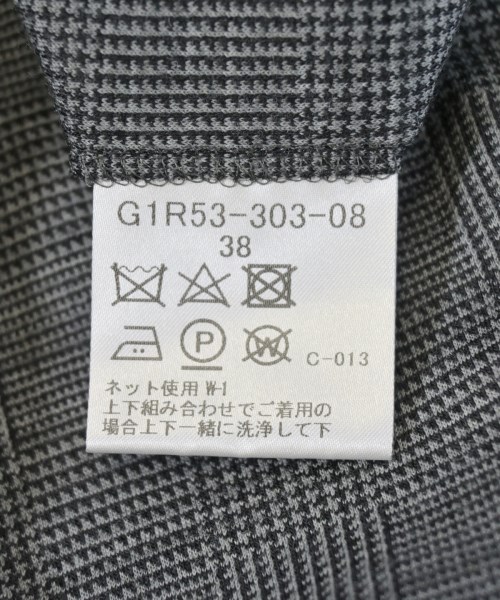 G1R53-303-08
38
P
W
C-013
ネット使用 W-1
上下組み合わせでご着用の
場合上下一緒に洗浄して下